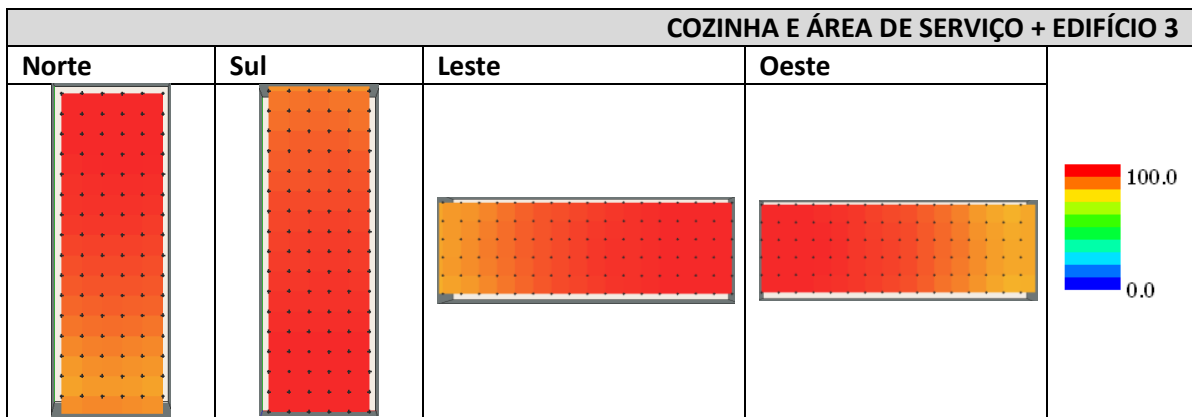 COZINHA E ÁREA DE SERVIÇO + EDIFÍCIO 3
Norte
Sul
Leste
Oeste
100.0
0.0